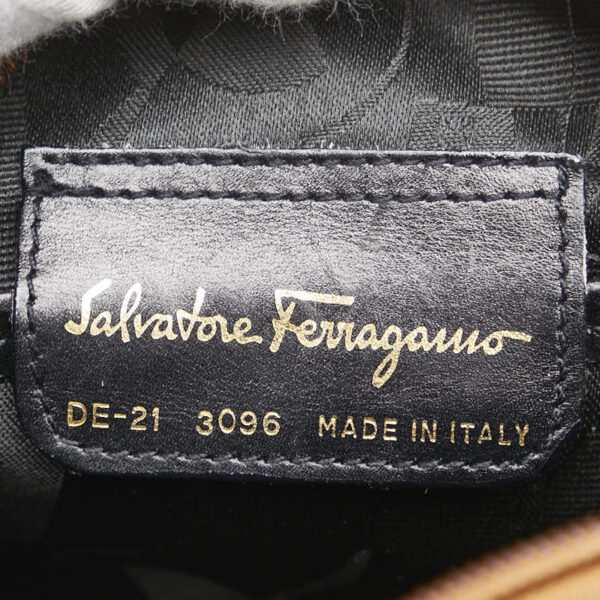 Salvatore Ferragamo
DE-21 3096 MADE IN ITALY